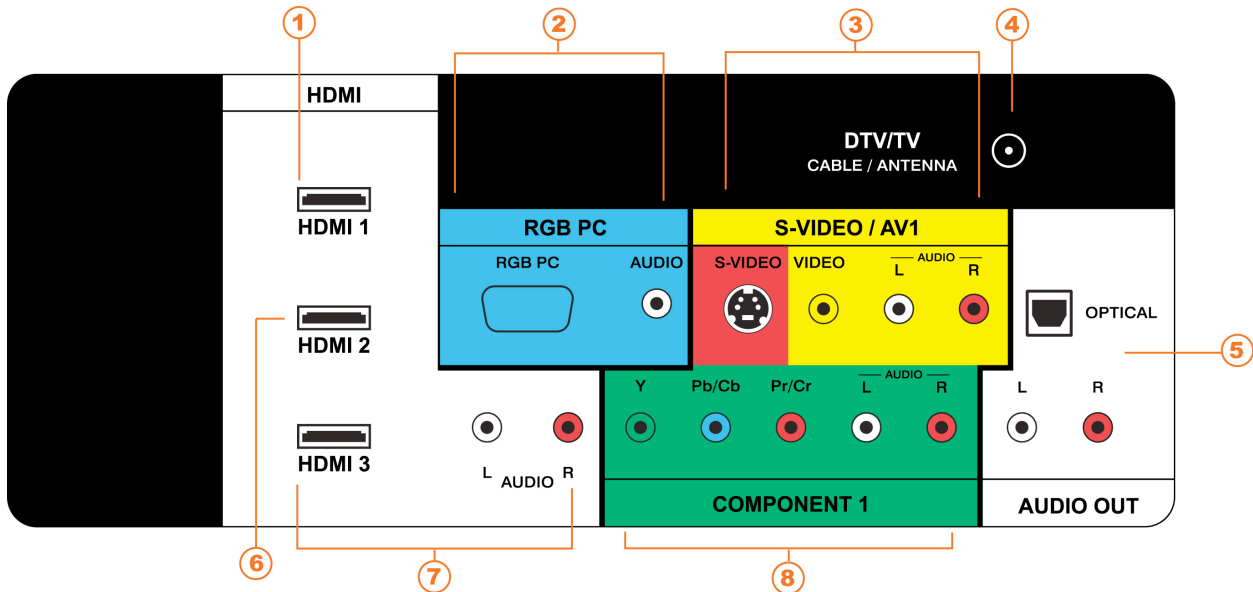 1
2
3
4
HDMI
DTV/TV
CABLE / ANTENNA
HDMI 1
RGB PC
S-VIDEO / AV1
RGB PC
AUDIO
S-VIDEO
VIDEO
AUDIO
L
R
HDMI 2
OPTICAL
6
5
Y
Pb/Cb
Pr/Cr
AUDIO
L
R
L
R
HDMI 3
L
AUDIO
R
COMPONENT 1
AUDIO OUT
7
8